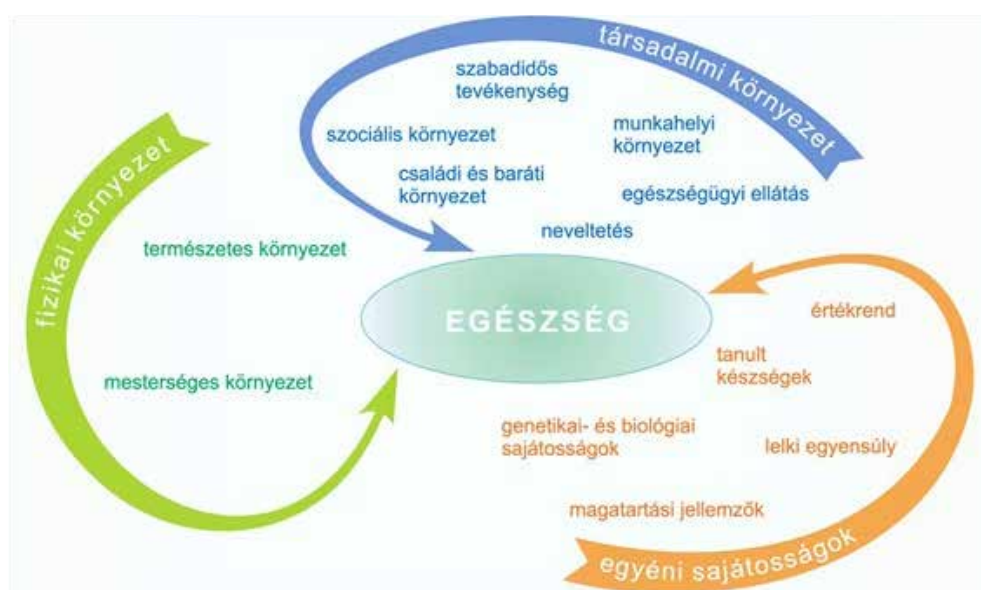 társadalmi környezet
szabadidős
tevékenység
szociális környezet
munkahelyi
környezet
családi és baráti
környezet
egészségügyi ellátás
neveltetés
fizikai környezet
természetes környezet
mesterséges környezet
EGÉSZSÉG
értékrend
tanult
készségek
genetikai- és biológiai
sajátosságok
lelki egyensúly
magatartási jellemzők
egyéni sajátosságok